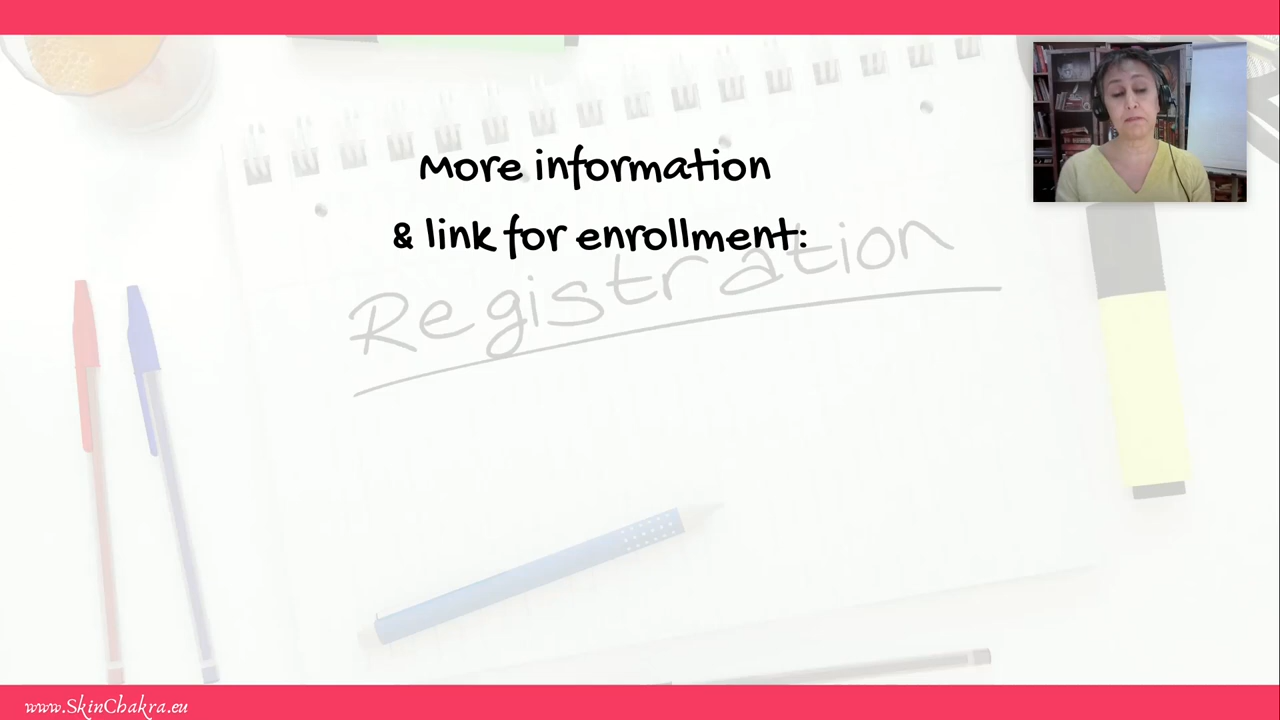 More information
& link for enrollment:
Registration
www.SkinChakra.eu